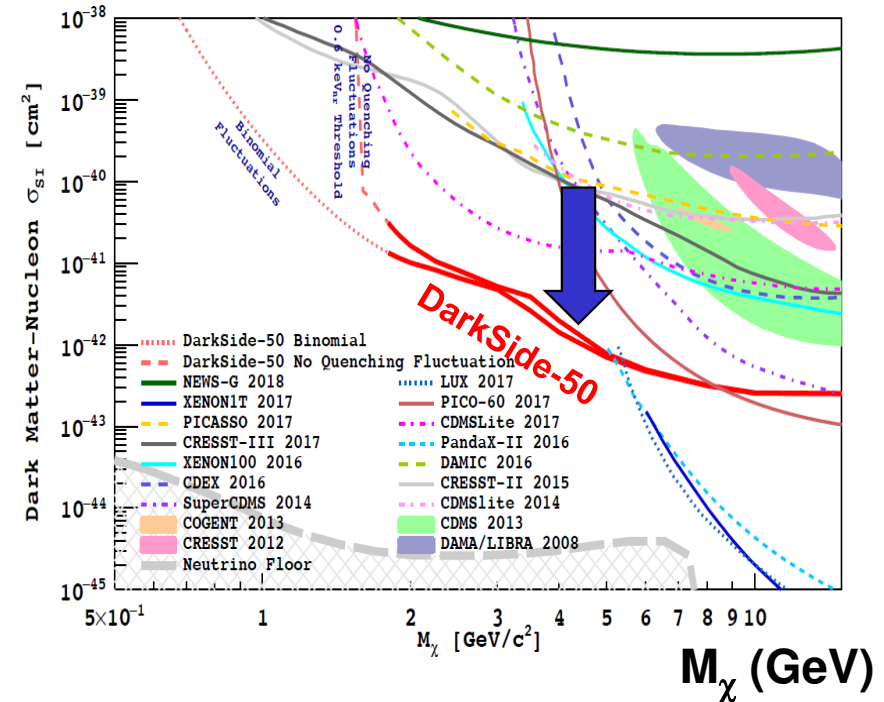 Dark Matter-Nucleon σSI [cm²]
10⁻³⁸
10⁻³⁹
10⁻⁴⁰
10⁻⁴¹
10⁻⁴²
10⁻⁴³
10⁻⁴⁴
10⁻⁴⁵
Binomial
Fluctuations
No Quenching
Fluctuations
0.6 keVnr Threshold
DarkSide-50
DarkSide-50 Binomial
DarkSide-50 No Quenching Fluctuation
NEWS-G 2018
LUX 2017
XENON1T 2017
PICO-60 2017
PICASSO 2017
CDMSLite 2017
CRESST-III 2017
PandaX-II 2016
XENON100 2016
DAMIC 2016
CDEX 2016
CRESST-II 2015
SuperCDMS 2014
CDMSlite 2014
COGENT 2013
CDMS 2013
CRESST 2012
DAMA/LIBRA 2008
Neutrino Floor
5×10⁻¹ 1 2 3 4 5 6 7 8 9 10
Mχ [GeV/c²]
Mχ (GeV)